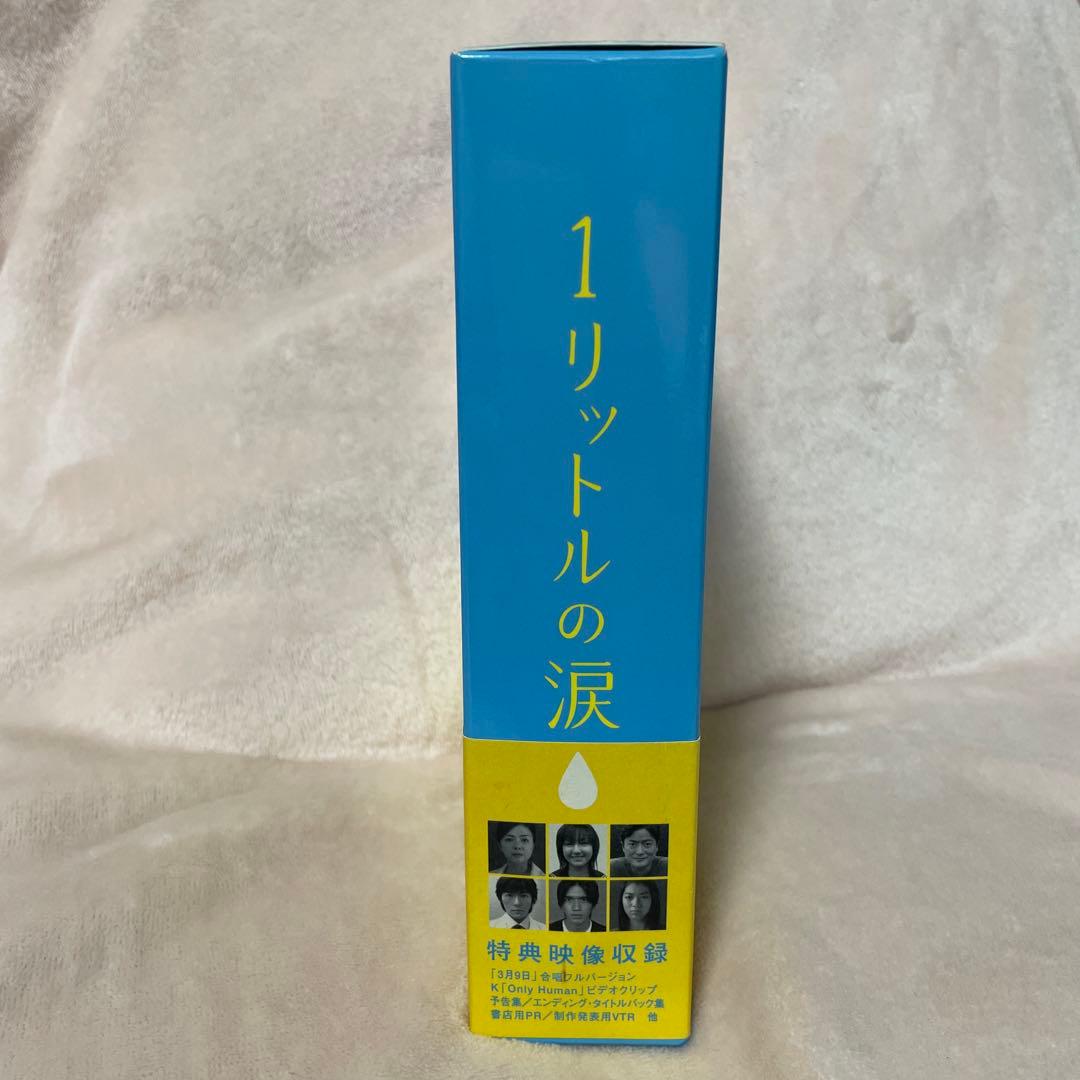 1リットルの涙
特典映像収録
「3月9日」合唱フルバージョン
K「Only Human」ビデオクリップ
予告集／エンディング・タイトルバック集
書店用PR／制作発表用VTR 他